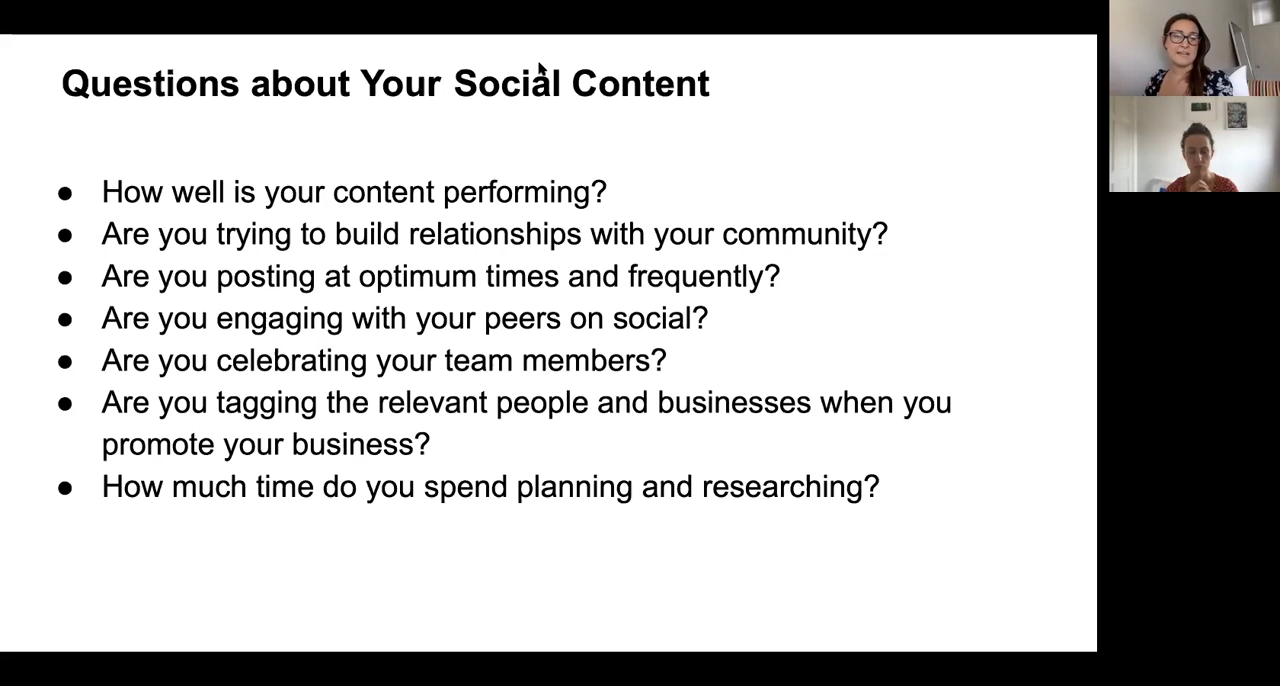 Questions about Your Social Content
● How well is your content performing?
● Are you trying to build relationships with your community?
● Are you posting at optimum times and frequently?
● Are you engaging with your peers on social?
● Are you celebrating your team members?
● Are you tagging the relevant people and businesses when you
promote your business?
● How much time do you spend planning and researching?